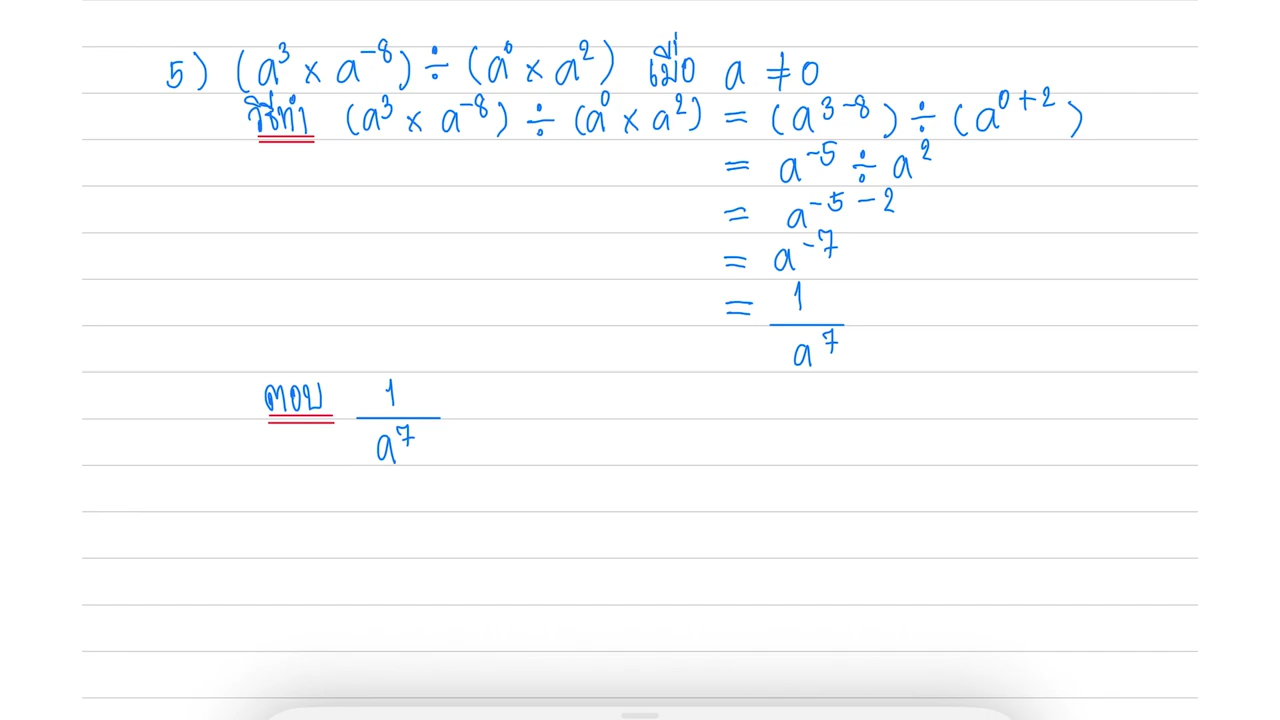 5) (a³ × a⁻⁸) ÷ (a⁰ × a²) เมื่อ a ≠ 0
วิธีทำ (a³ × a⁻⁸) ÷ (a⁰ × a²) = (a³⁻⁸) ÷ (a⁰⁺²)
= a⁻⁵ ÷ a²
= a⁻⁵⁻²
= a⁻⁷
= 1/a⁷
ตอบ 1/a⁷